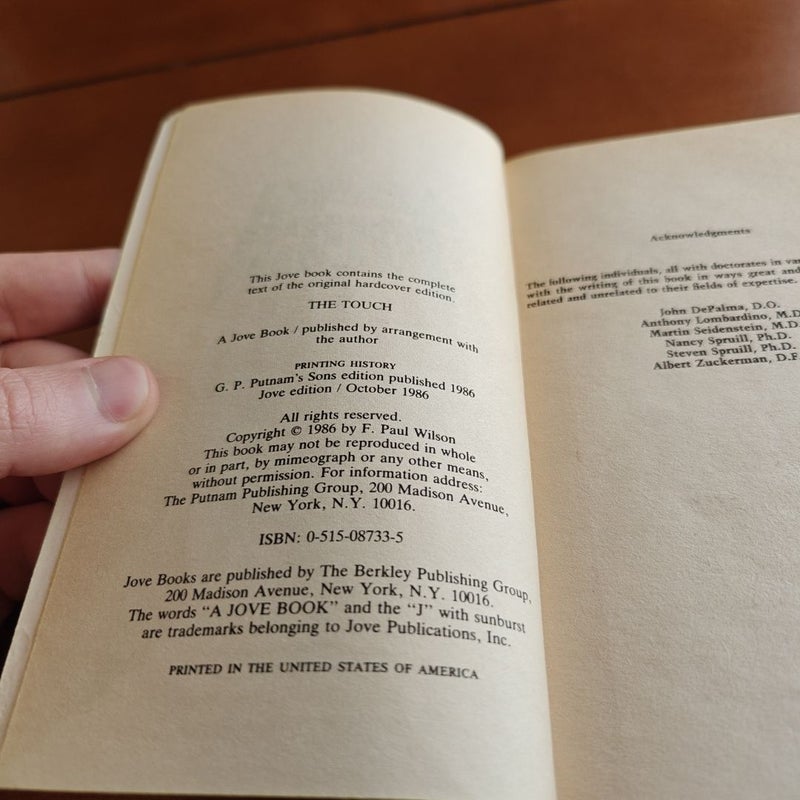 This Jove book contains the complete
text of the original hardcover edition.
THE TOUCH
A Jove Book / published by arrangement with
the author
PRINTING HISTORY
G. P. Putnam's Sons edition published 1986
Jove edition / October 1986
All rights reserved.
Copyright © 1986 by F. Paul Wilson
This book may not be reproduced in whole
or in part, by mimeograph or any other means,
without permission. For information address:
The Putnam Publishing Group, 200 Madison Avenue,
New York, N.Y. 10016.
ISBN: 0-515-08733-5
Jove Books are published by The Berkley Publishing Group,
200 Madison Avenue, New York, N.Y. 10016.
The words "A JOVE BOOK" and the "J" with sunburst
are trademarks belonging to Jove Publications, Inc.
PRINTED IN THE UNITED STATES OF AMERICA
Acknowledgments
The following individuals, all with doctorates in
with the writing of this book in ways great and
related and unrelated to their fields of expertise.
John DePalma, D.O.
Anthony Lombardino, M.D
Martin Seidenstein, M.D.
Nancy Spruill, Ph.D.
Steven Spruill, Ph.D.
Albert Zuckerman, D.F